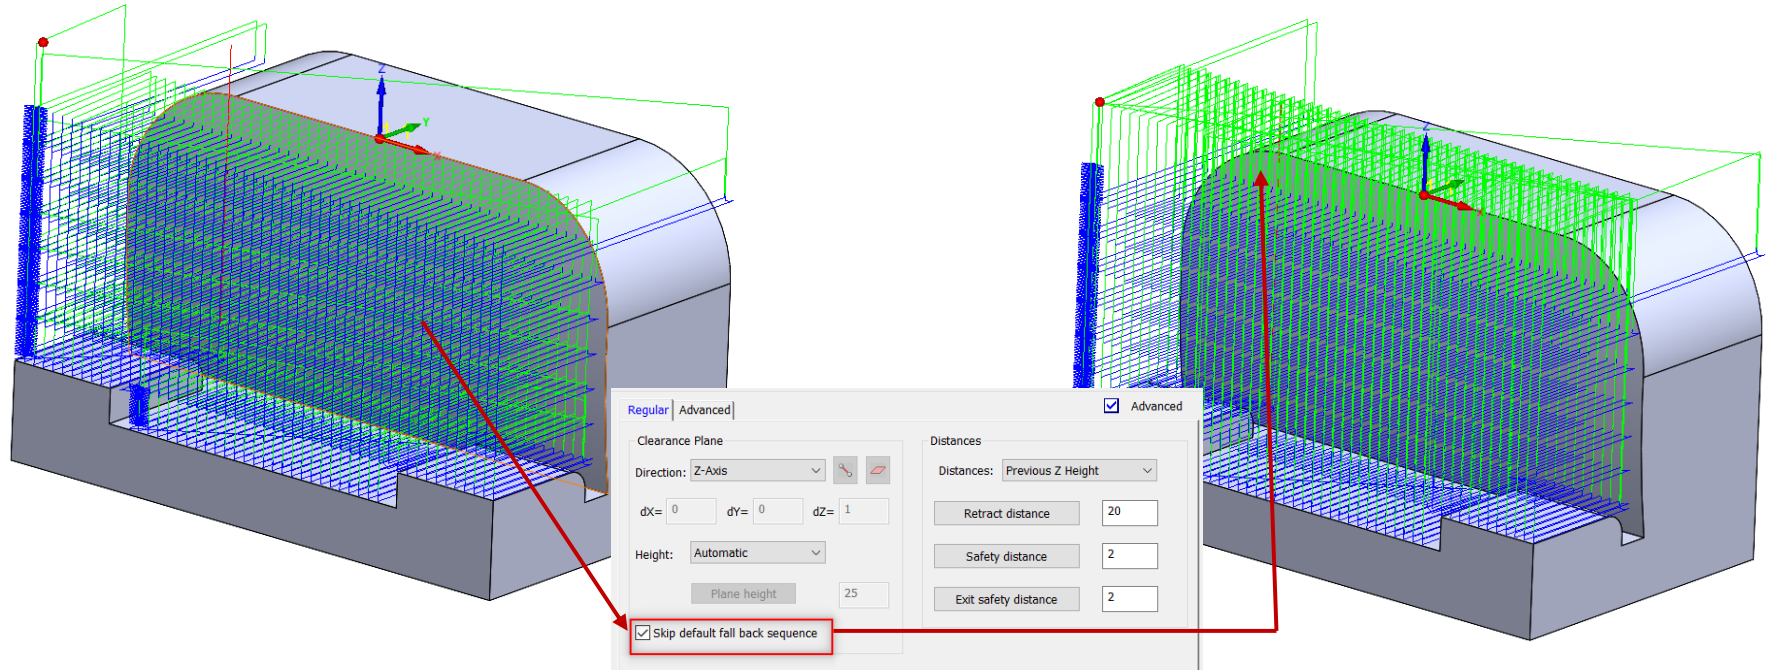 Z
Y
X
Z
Regular Advanced
Advanced
Clearance Plane
Direction: Z-Axis
dX= 0 dY= 0 dZ= 1
Height: Automatic
Plane height 25
Skip default fall back sequence
Distances
Distances: Previous Z Height
Retract distance 20
Safety distance 2
Exit safety distance 2